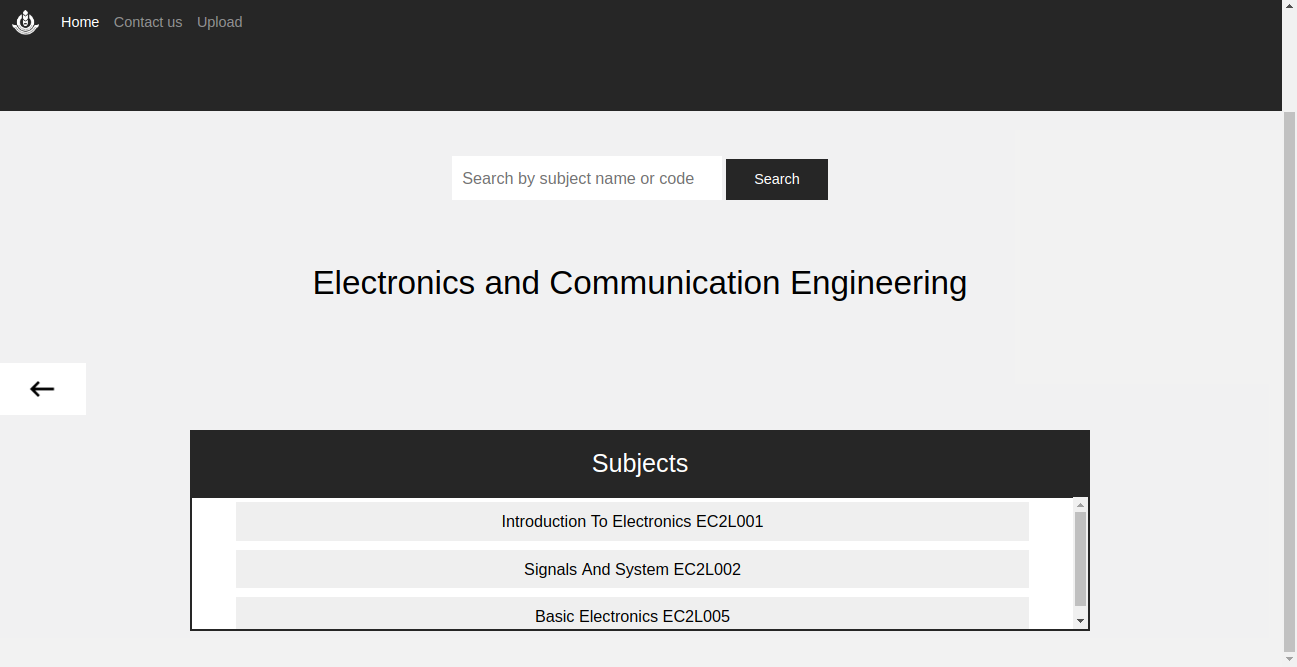 Home Contact us Upload
Search by subject name or code Search
Electronics and Communication Engineering
Subjects
Introduction To Electronics EC2L001
Signals And System EC2L002
Basic Electronics EC2L005